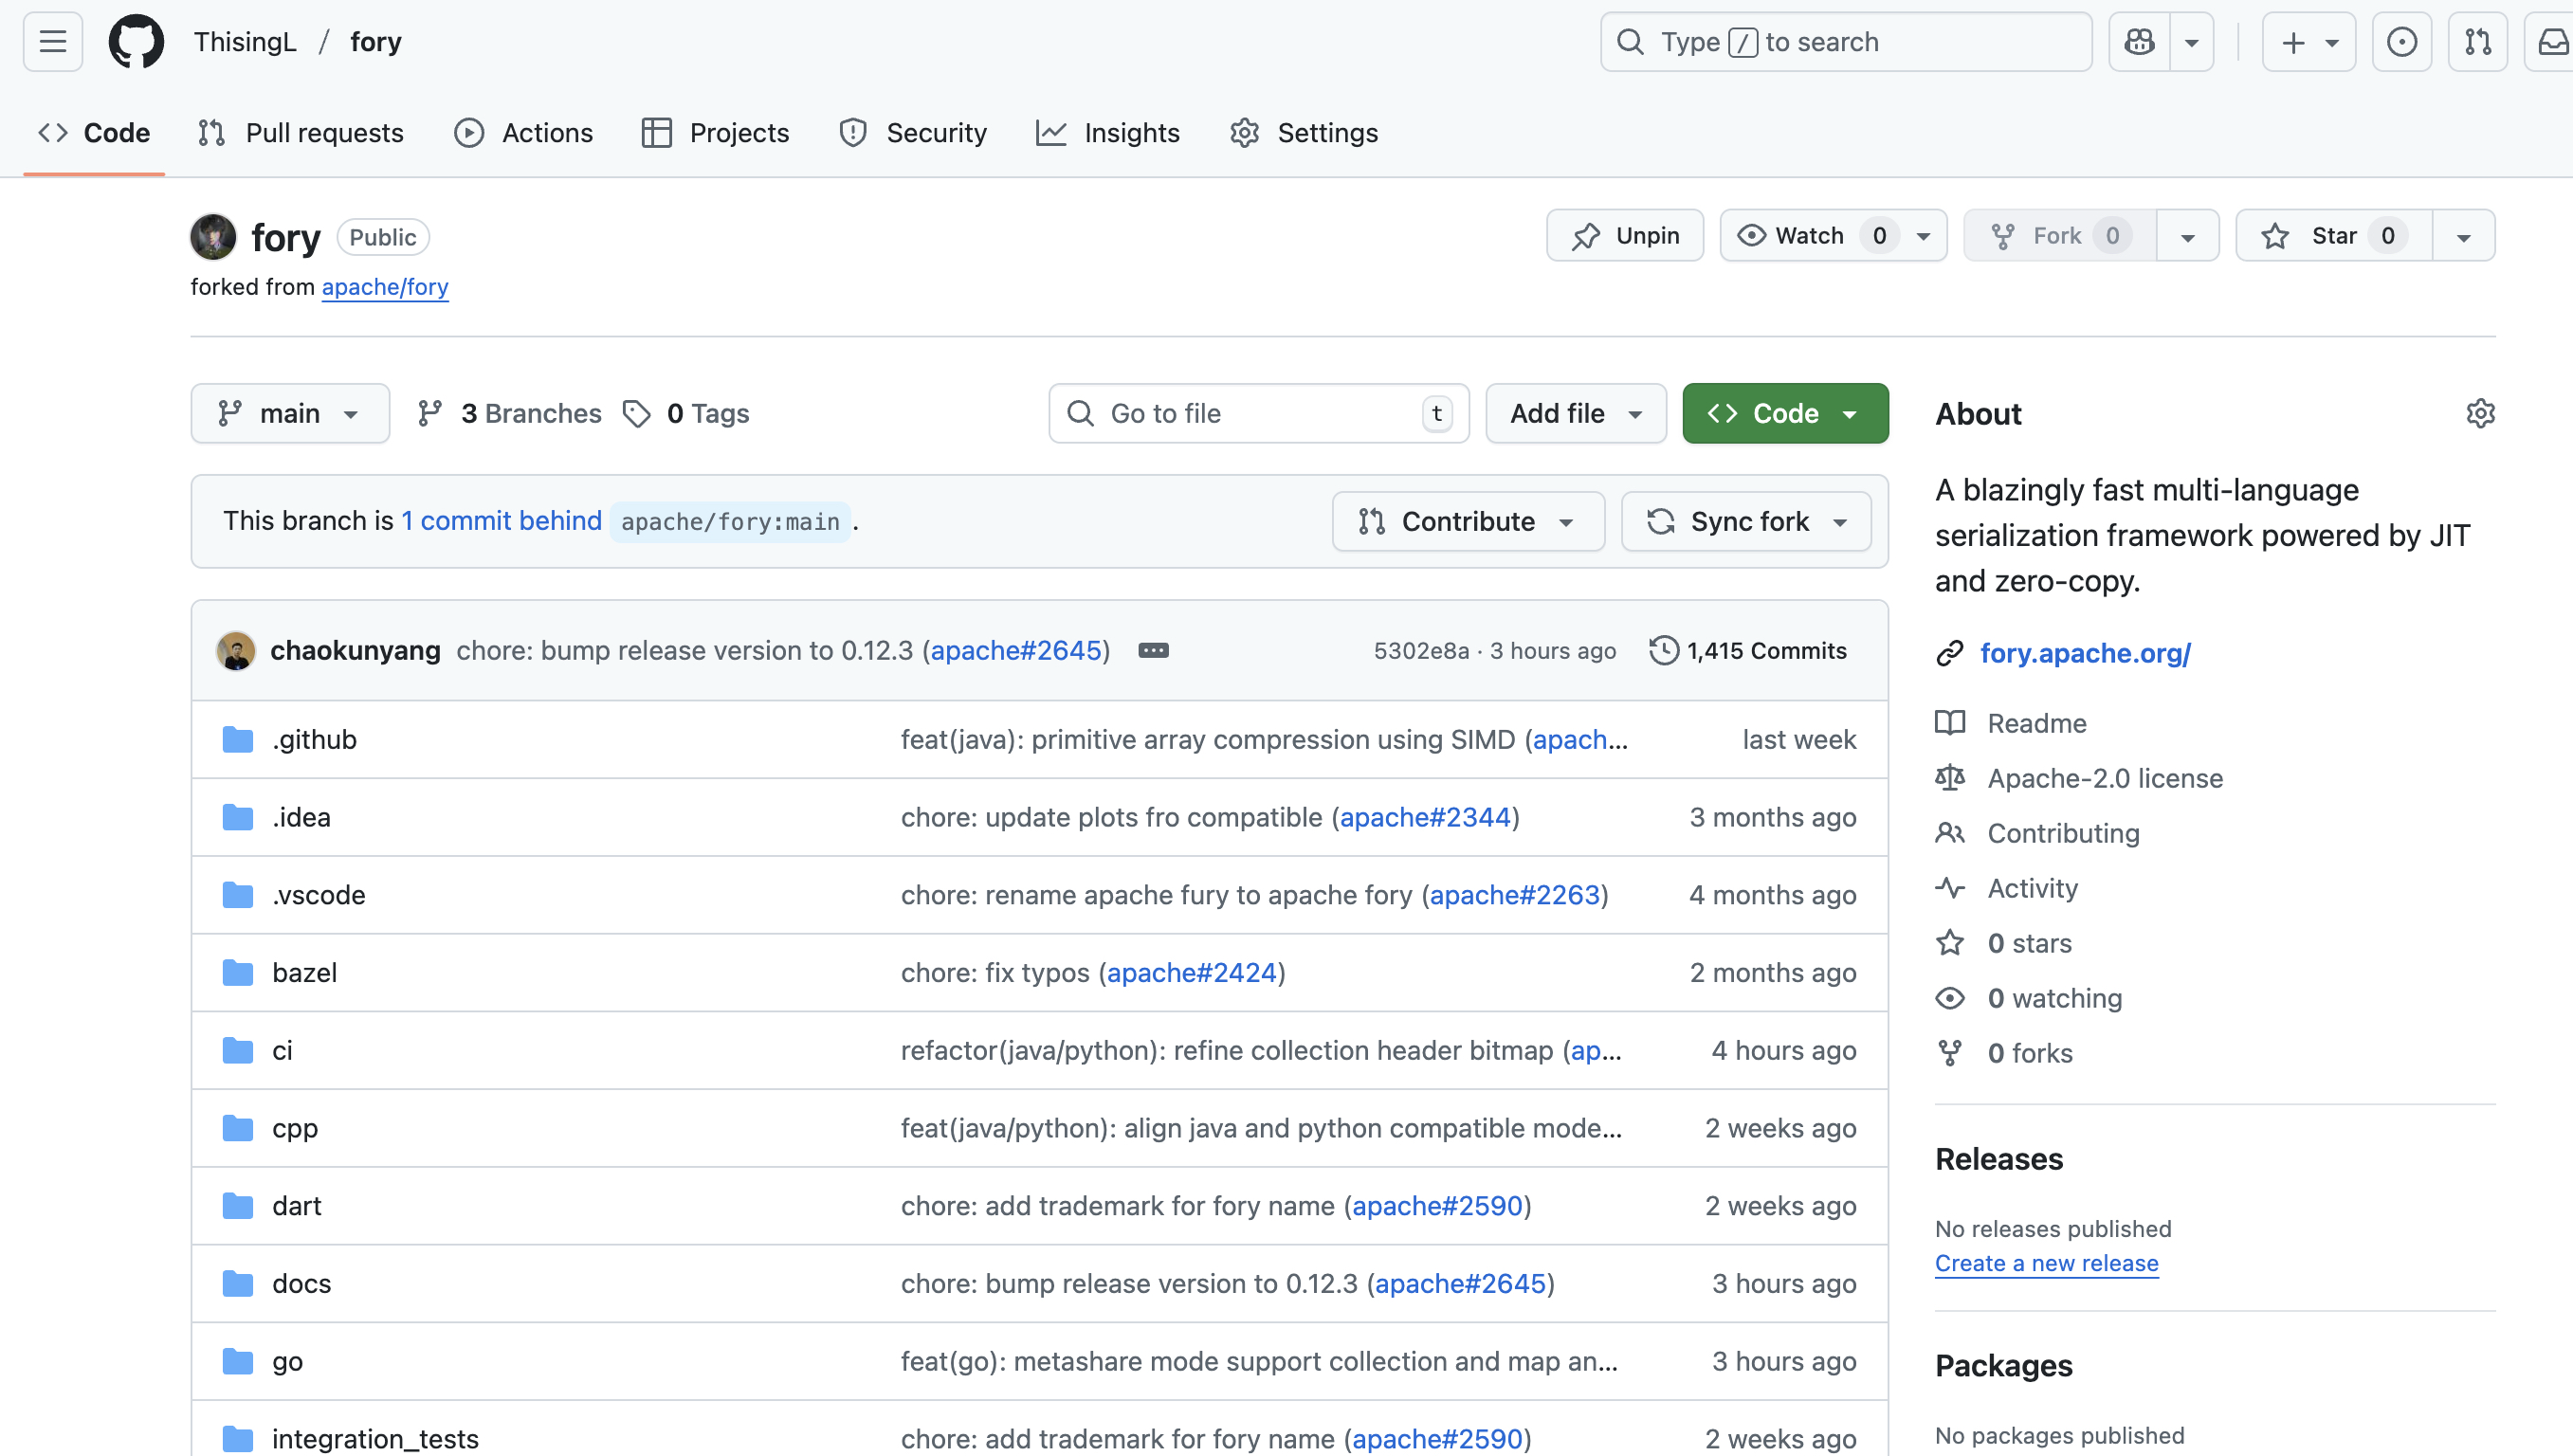 ThisingL / fory
Type / to search
Code
Pull requests
Actions
Projects
Security
Insights
Settings
fory Public
forked from apache/fory
Unpin
Watch 0
Fork 0
Star 0
main
3 Branches
0 Tags
Go to file t
Add file
Code
This branch is 1 commit behind apache/fory:main .
Contribute
Sync fork
chaokunyang chore: bump release version to 0.12.3 (apache#2645) 5302e8a · 3 hours ago 1,415 Commits
.github feat(java): primitive array compression using SIMD (apach... last week
.idea chore: update plots fro compatible (apache#2344) 3 months ago
.vscode chore: rename apache fury to apache fory (apache#2263) 4 months ago
bazel chore: fix typos (apache#2424) 2 months ago
ci refactor(java/python): refine collection header bitmap (ap... 4 hours ago
cpp feat(java/python): align java and python compatible mode... 2 weeks ago
dart chore: add trademark for fory name (apache#2590) 2 weeks ago
docs chore: bump release version to 0.12.3 (apache#2645) 3 hours ago
go feat(go): metashare mode support collection and map an... 3 hours ago
integration_tests chore: add trademark for fory name (apache#2590) 2 weeks ago
About
A blazingly fast multi-language
serialization framework powered by JIT
and zero-copy.
fory.apache.org/
Readme
Apache-2.0 license
Contributing
Activity
0 stars
0 watching
0 forks
Releases
No releases published
Create a new release
Packages
No packages published